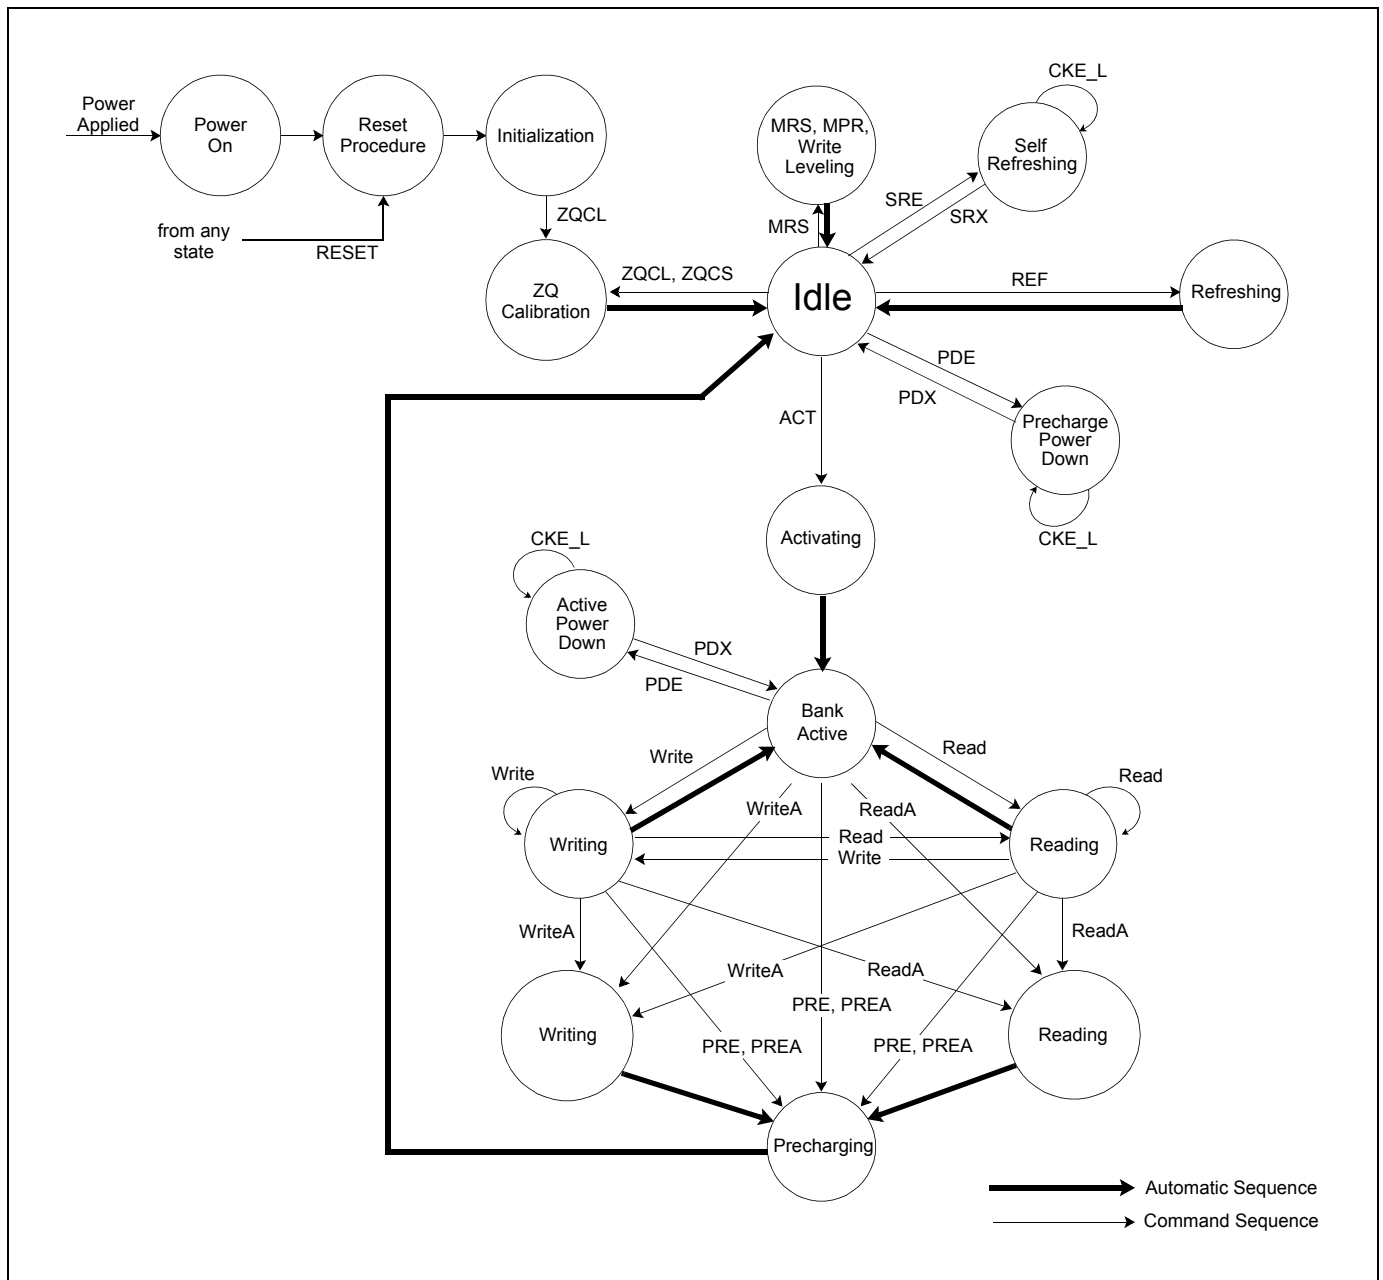 CKE_L
Power
Applied
Power
On
Reset
Procedure
Initialization
MRS, MPR,
Write
Leveling
Self
Refreshing
from any
state
RESET
ZQCL
MRS
SRE
SRX
ZQ
Calibration
ZQCL, ZQCS
Idle
REF
Refreshing
PDE
PDX
ACT
Precharge
Power
Down
CKE_L
Activating
CKE_L
Active
Power
Down
PDX
PDE
Bank
Active
Write
Read
Write
Read
WriteA
ReadA
Writing
Read
Write
Reading
WriteA
ReadA
WriteA
ReadA
PRE, PREA
Writing
Reading
PRE, PREA
PRE, PREA
Precharging
Automatic Sequence
Command Sequence